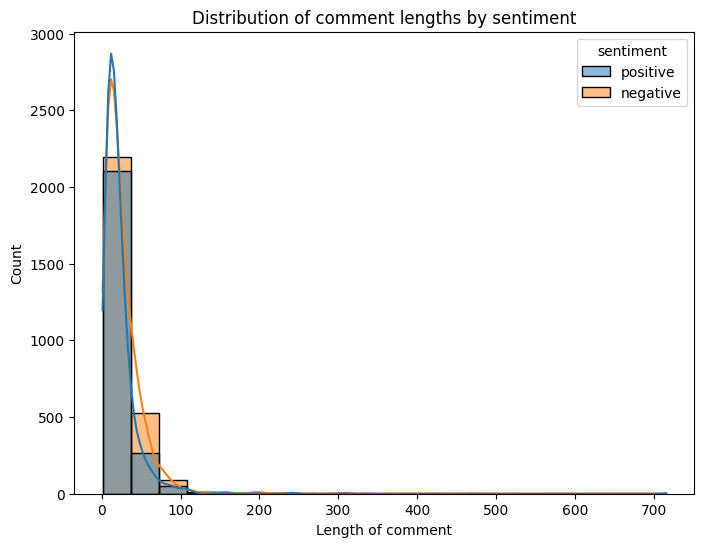 Distribution of comment lengths by sentiment
sentiment
positive
negative
3000
2500
2000
1500
1000
500
0
Count
0 100 200 300 400 500 600 700
Length of comment